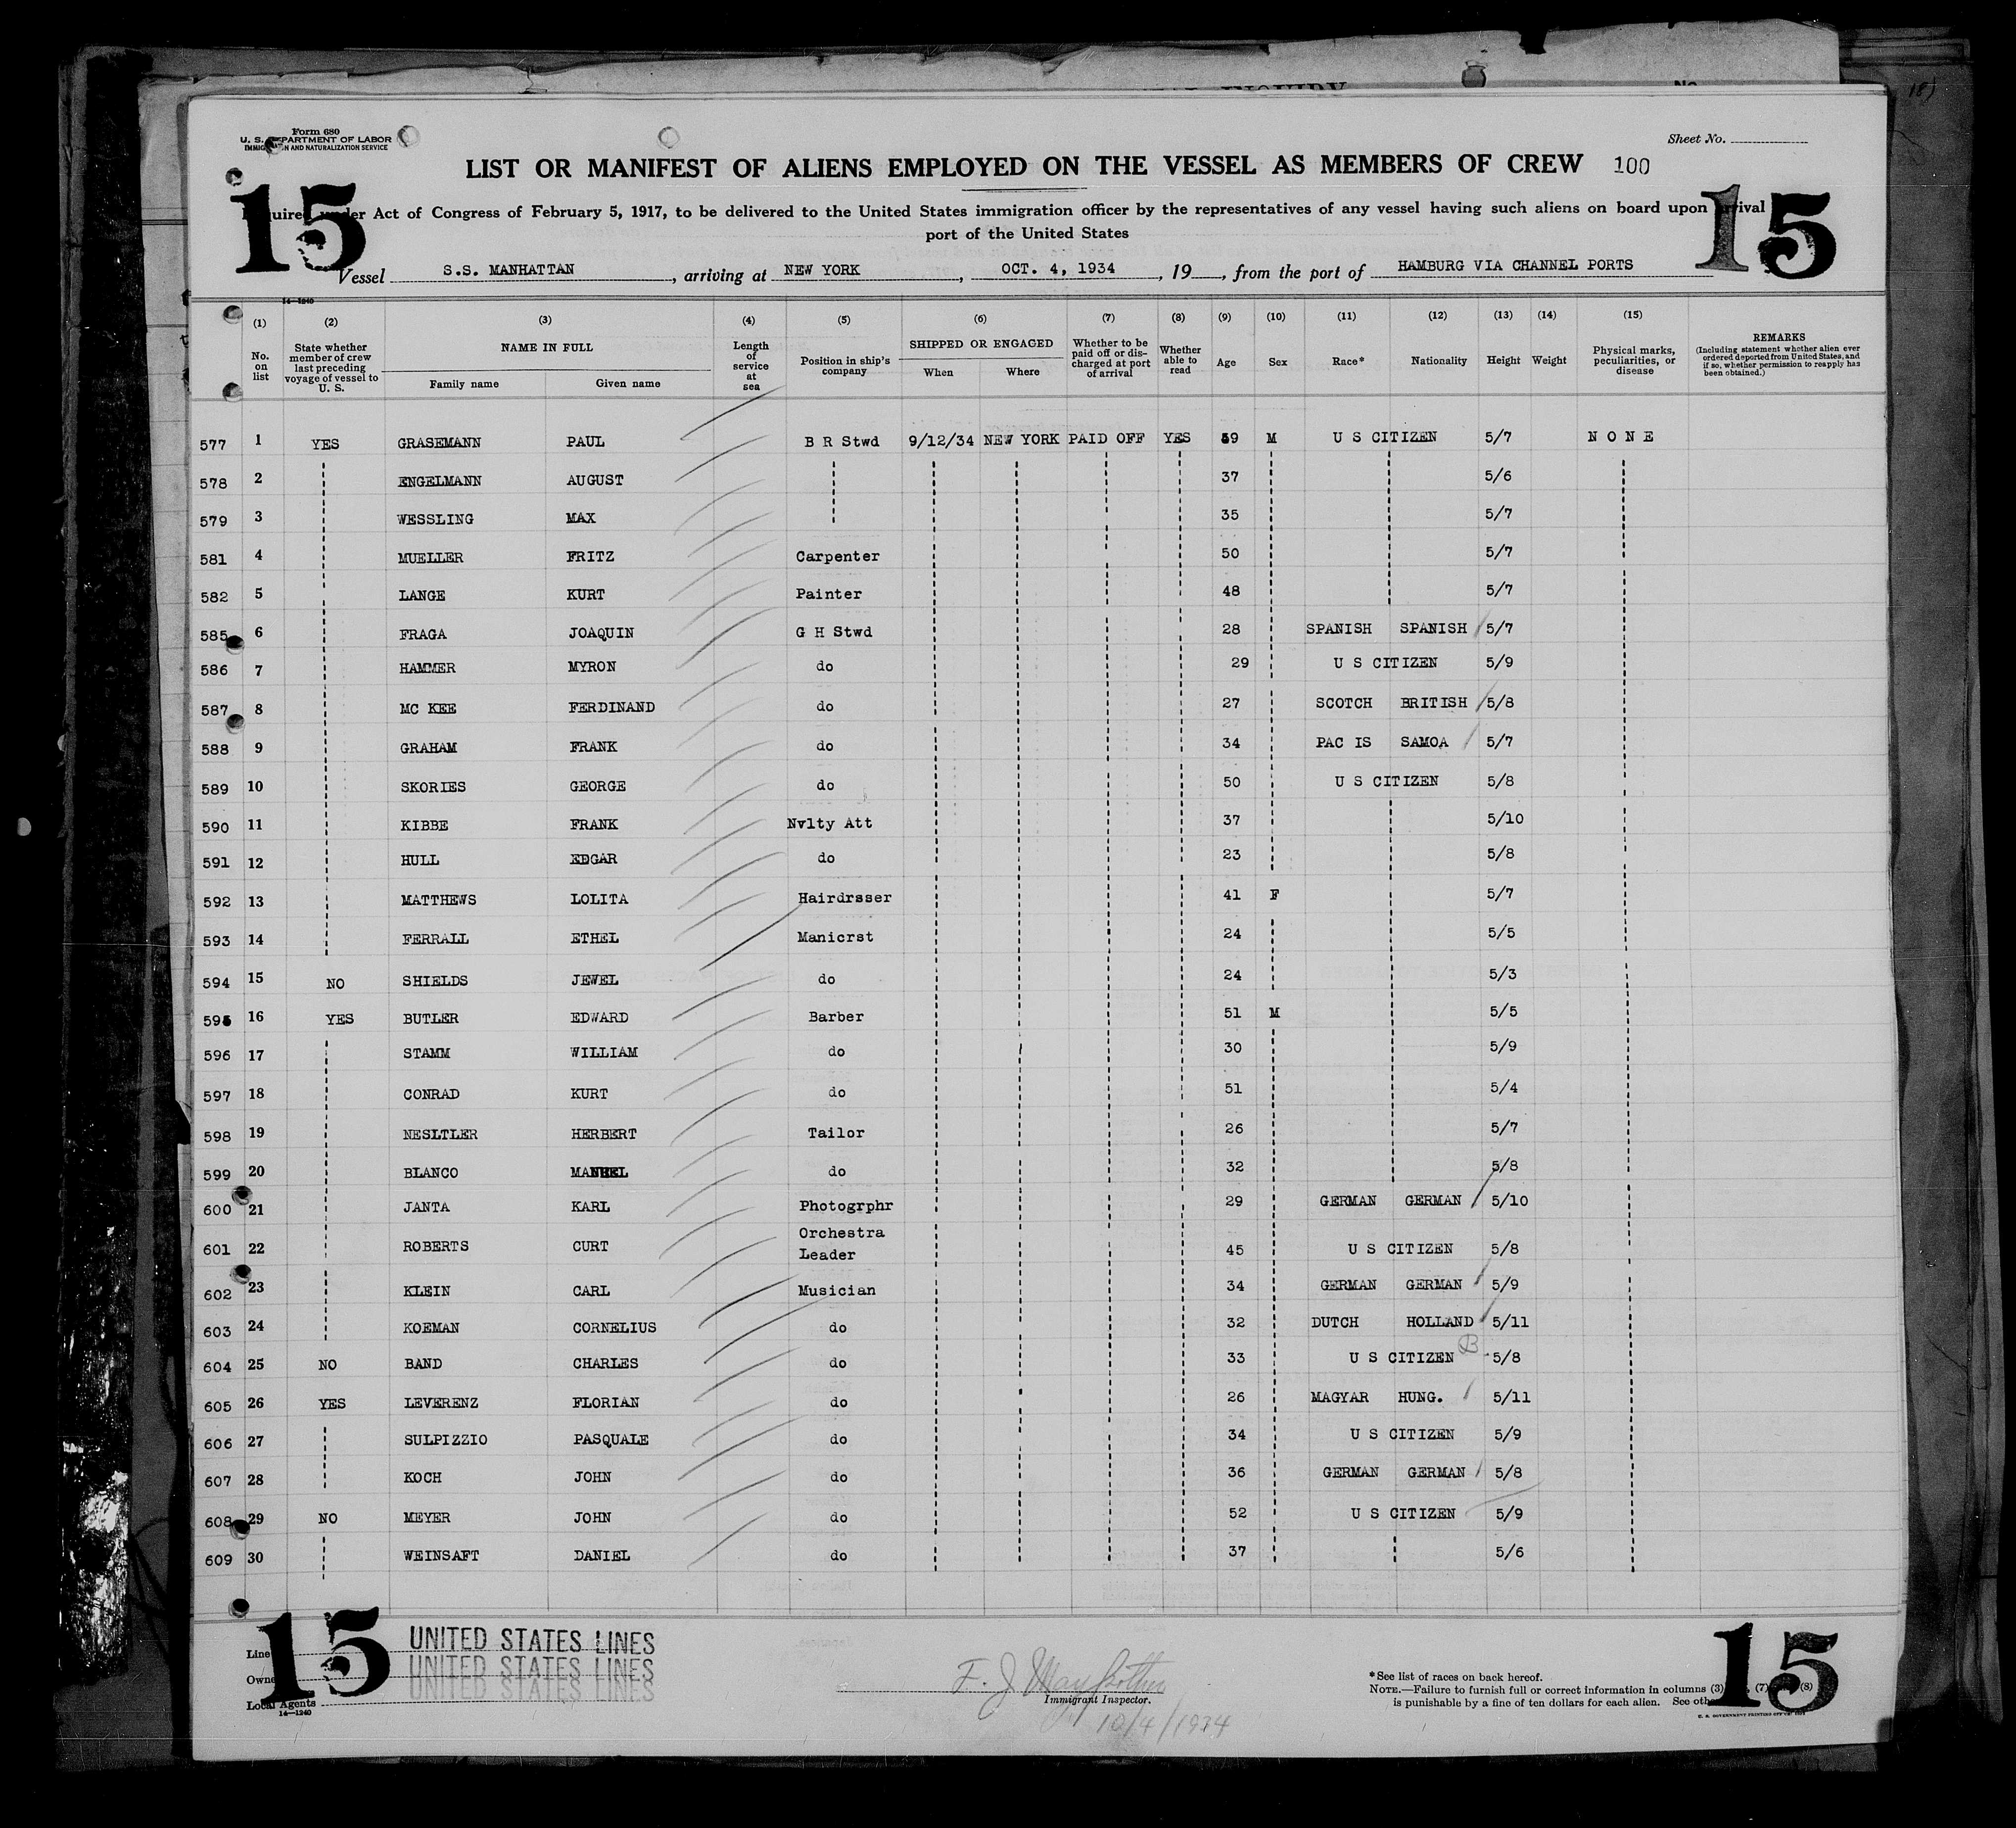 Form 680
U. S. DEPARTMENT OF LABOR
IMMIGRATION AND NATURALIZATION SERVICE
Sheet No.
LIST OR MANIFEST OF ALIENS EMPLOYED ON THE VESSEL AS MEMBERS OF CREW 100
15 15
Required under Act of Congress of February 5, 1917, to be delivered to the United States immigration officer by the representatives of any vessel having such aliens on board upon arrival
port of the United States
Vessel S.S. MANHATTAN, arriving at NEW YORK, OCT. 4, 1934, 19, from the port of HAMBURG VIA CHANNEL PORTS
14—1240
(1) (2) (3) (4) (5) (6) (7) (8) (9) (10) (11) (12) (13) (14) (15)
No. on list State whether member of crew last preceding voyage of vessel to U. S. NAME IN FULL Length of service at sea Position in ship's company SHIPPED OR ENGAGED Whether to be paid off or discharged at port of arrival Whether able to read Age Sex Race* Nationality Height Weight Physical marks, peculiarities, or disease REMARKS (Including statement whether alien ever ordered deported from United States, and if so, whether permission to reapply has been obtained.)
Family name Given name When Where
577 1 YES GRASEMANN PAUL B R Stwd 9/12/34 NEW YORK PAID OFF YES 59 M U S CITIZEN 5/7 N O N E
578 2 ENGELMANN AUGUST 37 5/6
579 3 WESSLING MAX 35 5/7
581 4 MUELLER FRITZ Carpenter 50 5/7
582 5 LANGE KURT Painter 48 5/7
585 6 FRAGA JOAQUIN G H Stwd 28 SPANISH SPANISH 5/7
586 7 HAMMER MYRON do 29 U S CITIZEN 5/9
587 8 MC KEE FERDINAND do 27 SCOTCH BRITISH 5/8
588 9 GRAHAM FRANK do 34 PAC IS SAMOA 5/7
589 10 SKORIES GEORGE do 50 U S CITIZEN 5/8
590 11 KIBBE FRANK Nvlty Att 37 5/10
591 12 HULL EDGAR do 23 5/8
592 13 MATTHEWS LOLITA Hairdrsser 41 F 5/7
593 14 FERRALL ETHEL Manicrst 24 5/5
594 15 NO SHIELDS JEWEL do 24 5/3
595 16 YES BUTLER EDWARD Barber 51 M 5/5
596 17 STAMM WILLIAM do 30 5/9
597 18 CONRAD KURT do 51 5/4
598 19 NESLTLER HERBERT Tailor 26 5/7
599 20 BLANCO MANUEL do 32 5/8
600 21 JANTA KARL Photogrphr 29 GERMAN GERMAN 5/10
601 22 ROBERTS CURT Orchestra Leader 45 U S CITIZEN 5/8
602 23 KLEIN CARL Musician 34 GERMAN GERMAN 5/9
603 24 KOEMAN CORNELIUS do 32 DUTCH HOLLAND 5/11
604 25 NO BAND CHARLES do 33 U S CITIZEN B 5/8
605 26 YES LEVERENZ FLORIAN do 26 MAGYAR HUNG. 5/11
606 27 SULPIZZIO PASQUALE do 34 U S CITIZEN 5/9
607 28 KOCH JOHN do 36 GERMAN GERMAN 5/8
608 29 NO MEYER JOHN do 52 U S CITIZEN 5/9
609 30 WEINSAFT DANIEL do 37 5/6
15 15
Line UNITED STATES LINES
Owners UNITED STATES LINES
Local Agents UNITED STATES LINES
14—1240
F. J.
Immigrant Inspector.
10/4/1934
*See list of races on back hereof.
NOTE.—Failure to furnish full or correct information in columns (3) (7) (8)
is punishable by a fine of ten dollars for each alien. See
U. S. GOVERNMENT PRINTING OFFICE